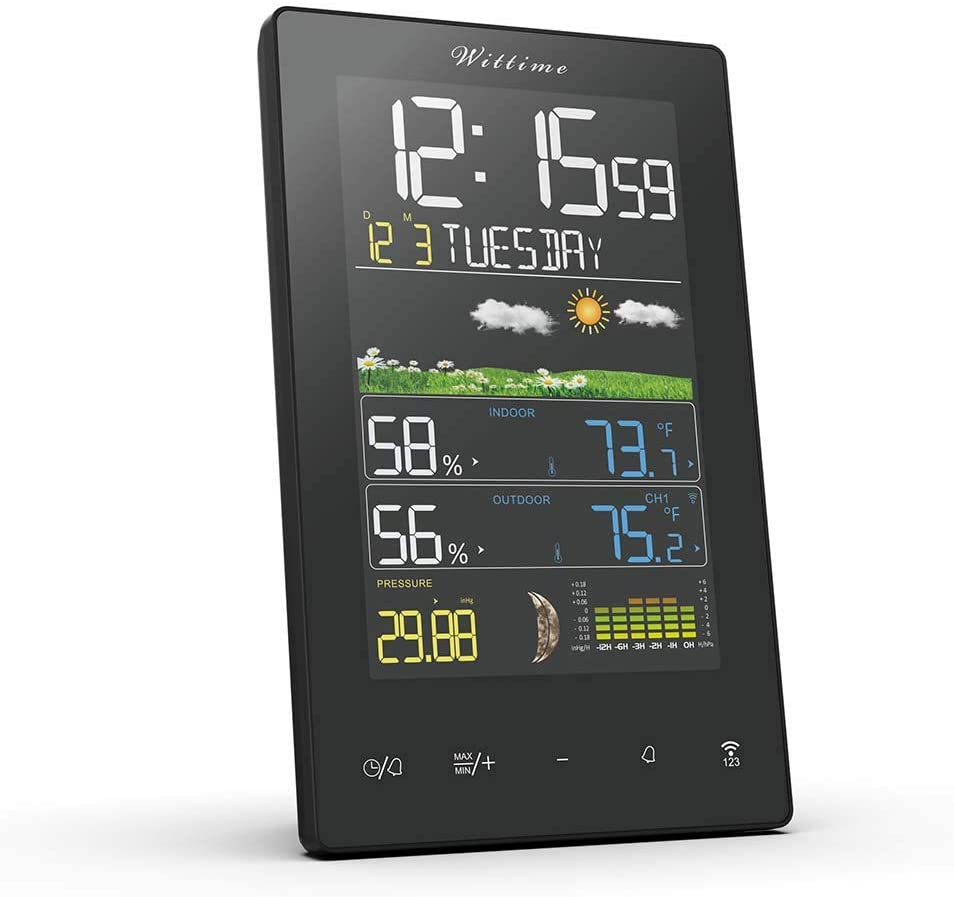 Wittime
12:15 59
D M
12 3 TUESDAY
INDOOR
58% 73.7 °F
OUTDOOR CH1
56% 75.2 °F
PRESSURE
inHg
29.88
+0.18 +6
+0.12 +4
+0.06 +2
0 0
-0.06 -2
-0.12 -4
-0.18 -6
inHg/H -12H -6H -3H -2H -1H 0H H/hPa
MAX
MIN /+ −
123